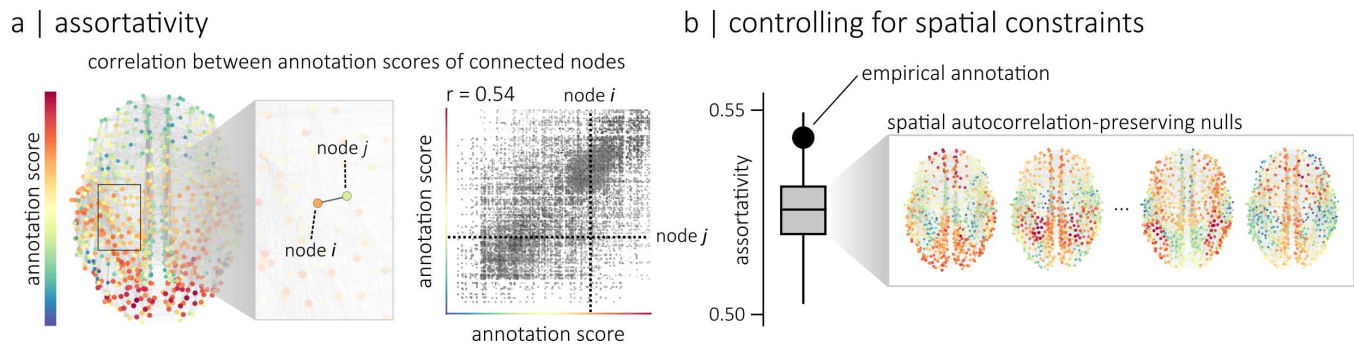 a | assortativity
correlation between annotation scores of connected nodes
annotation score
node j
node i
r = 0.54
node i
annotation score
node j
annotation score
b | controlling for spatial constraints
empirical annotation
0.55
spatial autocorrelation-preserving nulls
assortativity
...
0.50